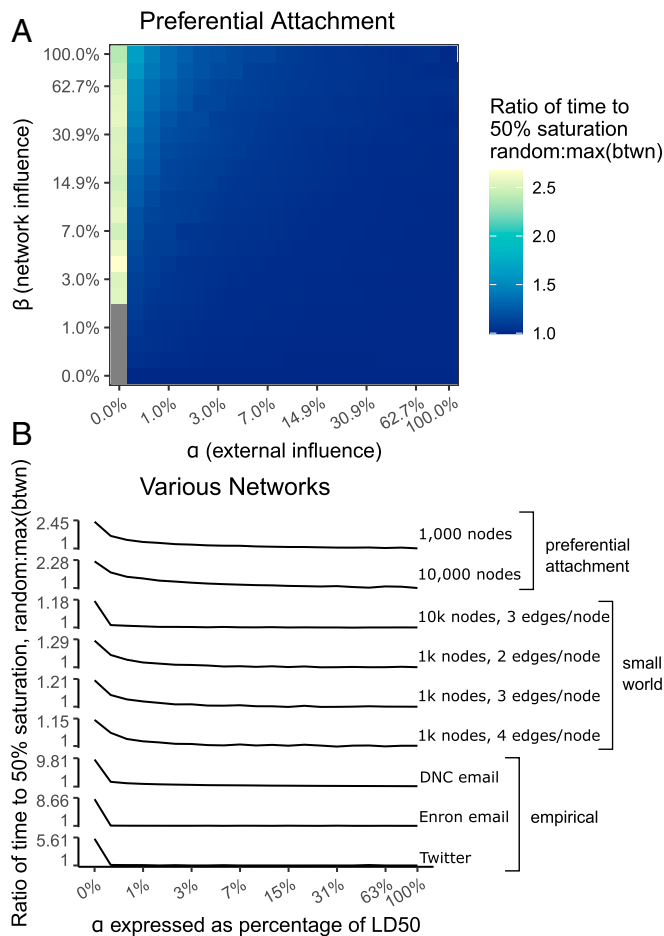 A
Preferential Attachment
β (network influence)
100.0%
62.7%
30.9%
14.9%
7.0%
3.0%
1.0%
0.0%
0.0%
1.0%
3.0%
7.0%
14.9%
30.9%
62.7%
100.0%
ɑ (external influence)
Ratio of time to
50% saturation
random:max(btwn)
2.5
2.0
1.5
1.0
B
Various Networks
Ratio of time to 50% saturation, random:max(btwn)
2.45
1
1,000 nodes
2.28
1
10,000 nodes
preferential
attachment
1.18
1
10k nodes, 3 edges/node
1.29
1
1k nodes, 2 edges/node
1.21
1
1k nodes, 3 edges/node
1.15
1
1k nodes, 4 edges/node
small
world
9.81
1
DNC email
8.66
1
Enron email
5.61
1
Twitter
empirical
0%
1%
3%
7%
15%
31%
63%
100%
ɑ expressed as percentage of LD50